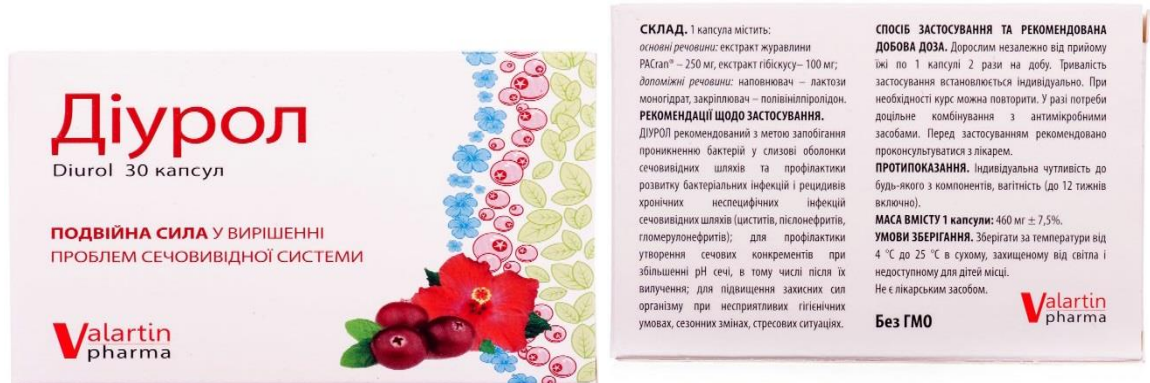 Діурол
Diurol 30 капсул
ПОДВІЙНА СИЛА У ВИРІШЕННІ
ПРОБЛЕМ СЕЧОВИВІДНОЇ СИСТЕМИ
Valartin
pharma
СКЛАД. 1 капсула містить:
основні речовини: екстракт журавлини
PACran® – 250 мг, екстракт гібіскусу– 100 мг;
допоміжні речовини: наповнювач – лактози
моногідрат, закріплювач – полівінілпіролідон.
РЕКОМЕНДАЦІЇ ЩОДО ЗАСТОСУВАННЯ.
ДІУРОЛ рекомендований з метою запобігання
проникненню бактерій у слизові оболонки
сечовивідних шляхів та профілактики
розвитку бактеріальних інфекцій і рецидивів
хронічних неспецифічних інфекцій
сечовивідних шляхів (циститів, пієлонефритів,
гломерулонефритів); для профілактики
утворення сечових конкрементів при
збільшенні pH сечі, в тому числі після їх
вилучення; для підвищення захисних сил
організму при несприятливих гігієнічних
умовах, сезонних змінах, стресових ситуаціях.
СПОСІБ ЗАСТОСУВАННЯ ТА РЕКОМЕНДОВАНА
ДОБОВА ДОЗА. Дорослим незалежно від прийому
їжі по 1 капсулі 2 рази на добу. Тривалість
застосування встановлюється індивідуально. При
необхідності курс можна повторити. У разі потреби
доцільне комбінування з антимікробними
засобами. Перед застосуванням рекомендовано
проконсультуватися з лікарем.
ПРОТИПОКАЗАННЯ. Індивідуальна чутливість до
будь-якого з компонентів, вагітність (до 12 тижнів
включно).
МАСА ВМІСТУ 1 капсули: 460 мг ± 7,5%.
УМОВИ ЗБЕРІГАННЯ. Зберігати за температури від
4 °C до 25 °C в сухому, захищеному від світла і
недоступному для дітей місці.
Не є лікарським засобом.
Без ГМО
Valartin
pharma